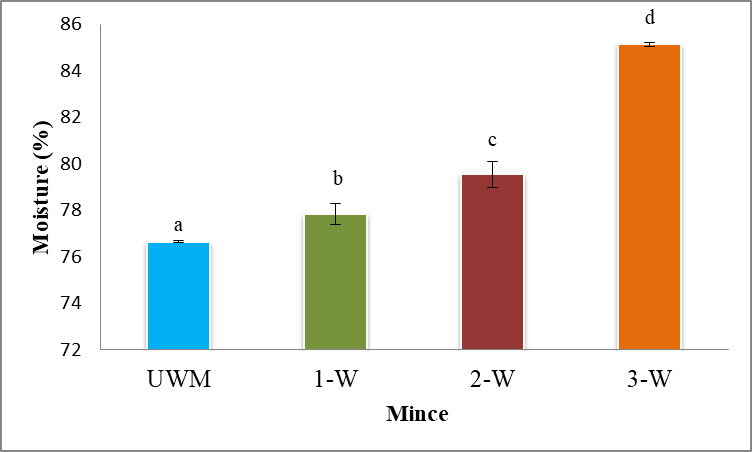 86
84
82
80
78
76
74
72
Moisture (%)
a
b
c
d
UWM 1-W 2-W 3-W
Mince